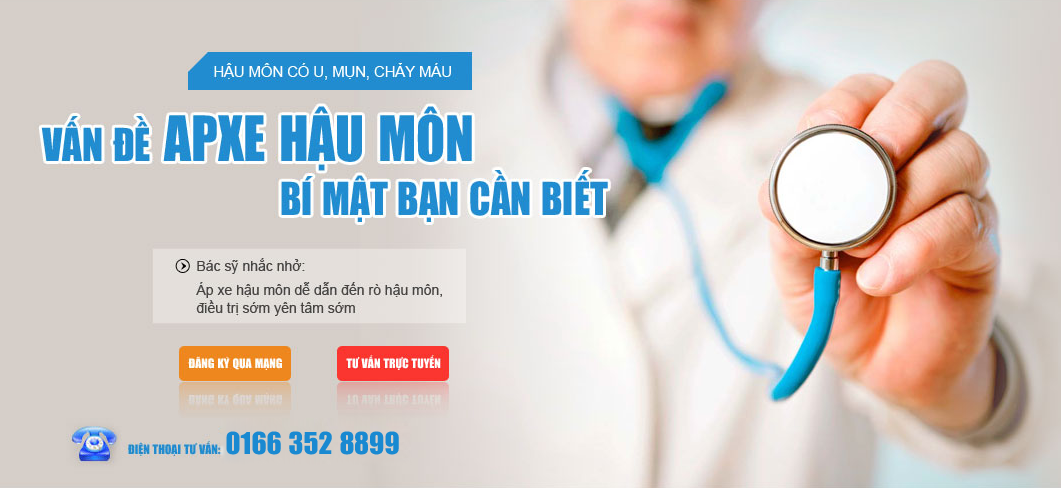 HẬU MÔN CÓ U, MỤN, CHẢY MÁU
VẤN ĐỀ APXE HẬU MÔN
BÍ MẬT BẠN CẦN BIẾT
Bác sỹ nhắc nhở:
Áp xe hậu môn dễ dẫn đến rò hậu môn,
điều trị sớm yên tâm sớm
ĐĂNG KÝ QUA MẠNG
TƯ VẤN TRỰC TUYẾN
ĐIỆN THOẠI TƯ VẤN: 0166 352 8899